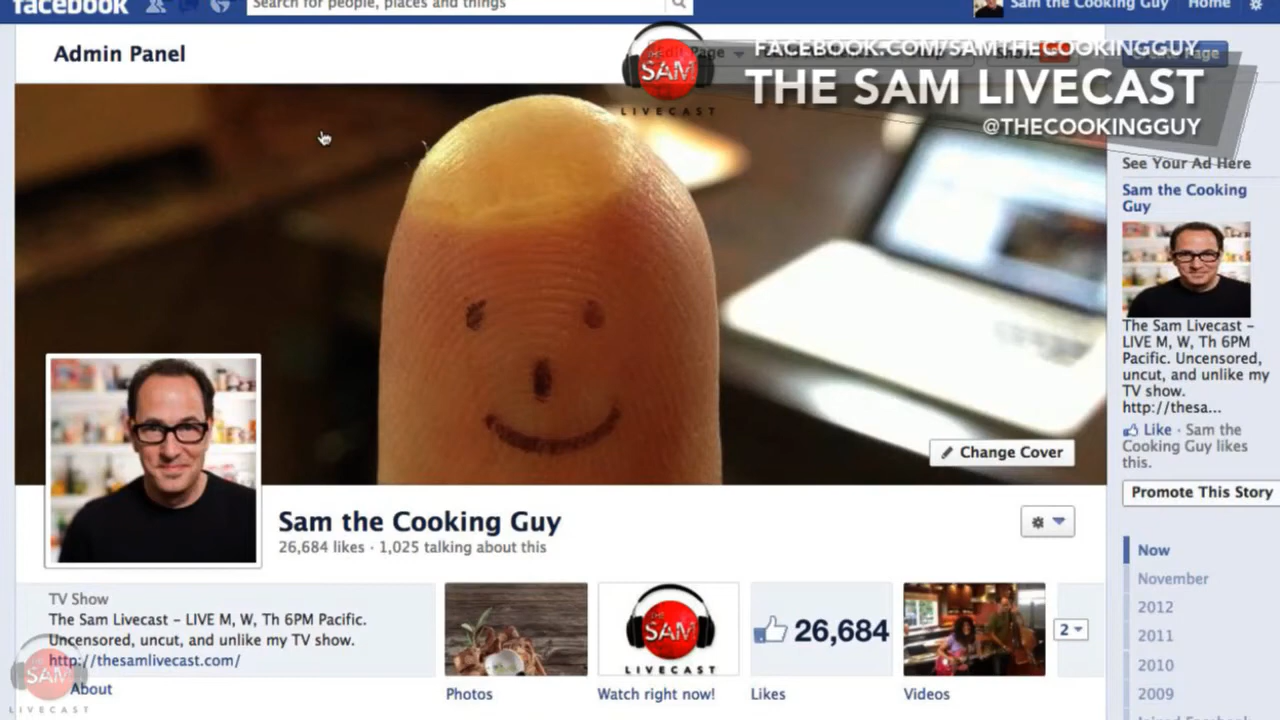 facebook
Search for people, places and things
Sam the Cooking Guy
Home
Admin Panel
Page
FACEBOOK.COM/SAMTHECOOKINGGUY
THE SAM LIVECAST
@THECOOKINGGUY
THE
SAM
LIVECAST
See Your Ad Here
Sam the Cooking
Guy
The Sam Livecast –
LIVE M, W, Th 6PM
Pacific. Uncensored,
uncut, and unlike my
TV show.
http://thesa...
Like · Sam the
Cooking Guy likes
this.
Promote This Story
Change Cover
Sam the Cooking Guy
26,684 likes · 1,025 talking about this
TV Show
The Sam Livecast – LIVE M, W, Th 6PM Pacific.
Uncensored, uncut, and unlike my TV show.
http://thesamlivecast.com/
About
SAM
LIVECAST
THE
SAM
LIVECAST
26,684
2
Photos
Watch right now!
Likes
Videos
Now
November
2012
2011
2010
2009